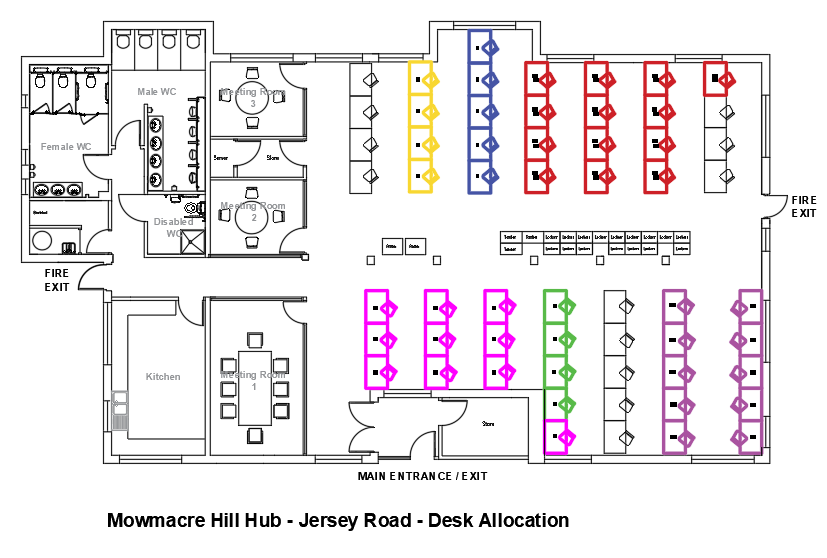 Male WC
Meeting Room
3
Female WC
Server
Store
Meeting Room
2
Disabled
WC
FIRE
EXIT
FIRE
EXIT
Kitchen
Meeting Room
1
Store
MAIN ENTRANCE / EXIT
Mowmacre Hill Hub - Jersey Road - Desk Allocation